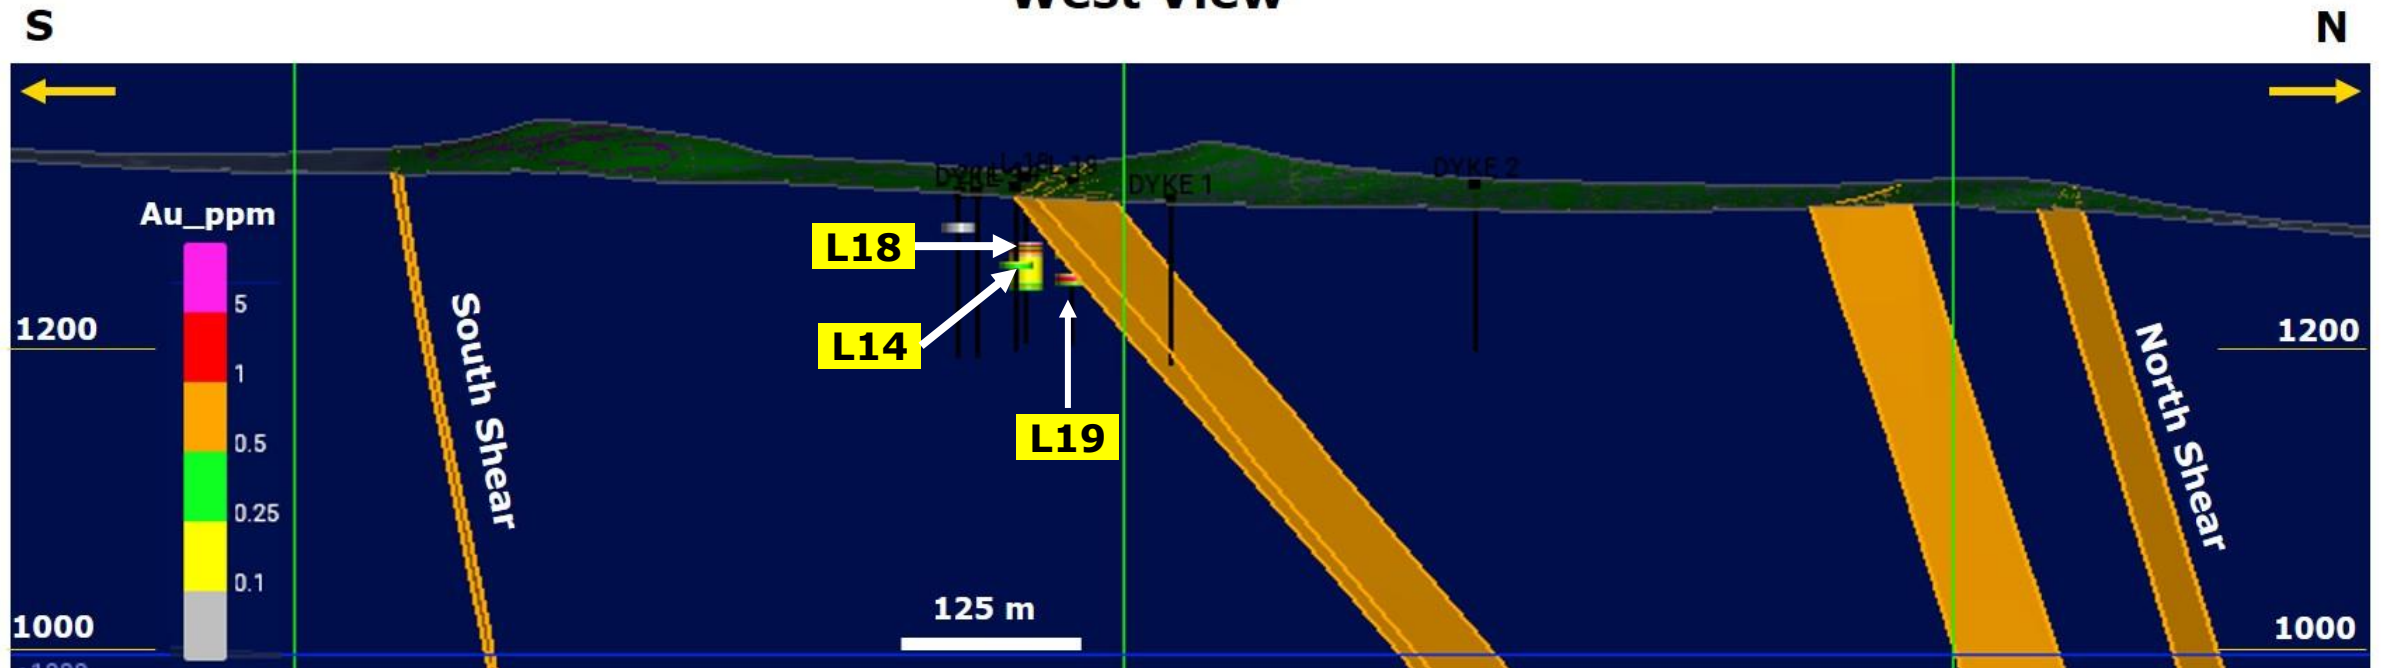 West View
S
N
Au_ppm
5
1
0.5
0.25
0.1
1200
1200
1000
1000
South Shear
North Shear
L18
L14
L19
DYKE 1
DYKE 2
125 m